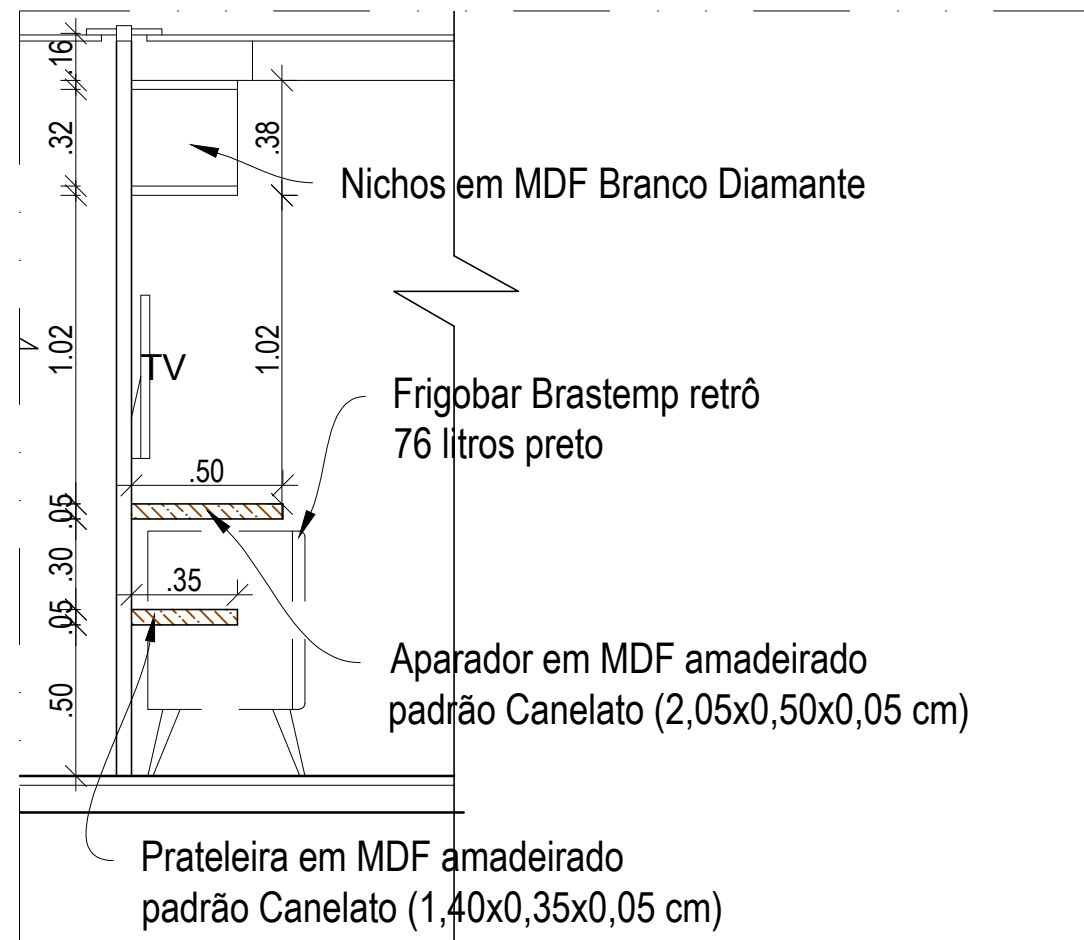 .16
.32
.38
Nichos em MDF Branco Diamante
1.02
1.02
TV
Frigobar Brastemp retrô
76 litros preto
.50
.05
.30
.35
.05
.50
Aparador em MDF amadeirado
padrão Canelato (2,05x0,50x0,05 cm)
Prateleira em MDF amadeirado
padrão Canelato (1,40x0,35x0,05 cm)